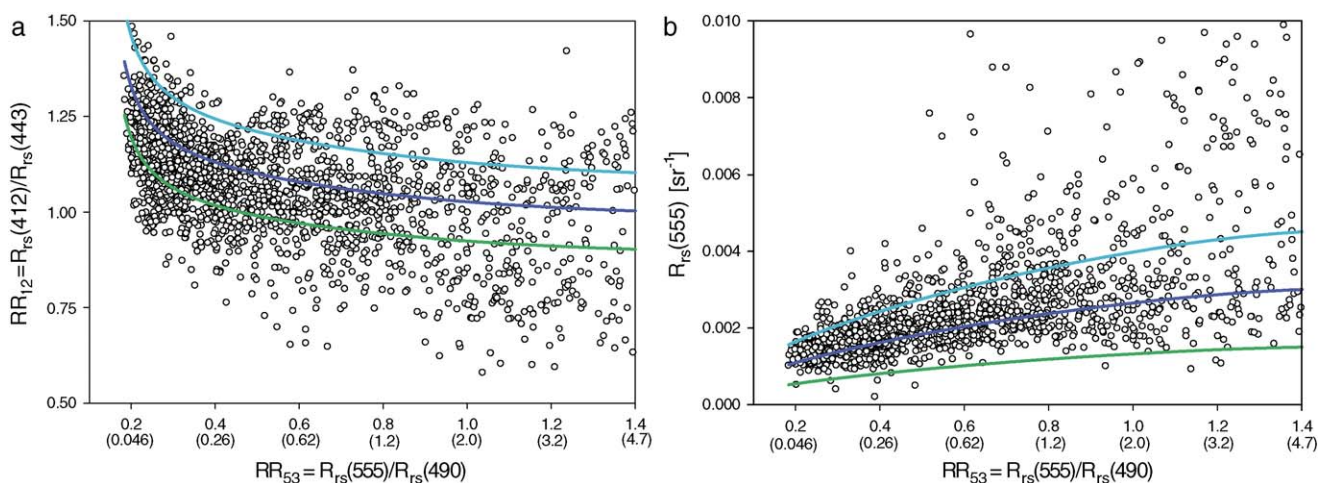 a
1.50
1.25
1.00
0.75
0.50
RR₁₂=Rᵣₛ(412)/Rᵣₛ(443)
0.2 0.4 0.6 0.8 1.0 1.2 1.4
(0.046) (0.26) (0.62) (1.2) (2.0) (3.2) (4.7)
RR₅₃=Rᵣₛ(555)/Rᵣₛ(490)
b
0.010
0.008
0.006
0.004
0.002
0.000
Rᵣₛ(555) [sr⁻¹]
0.2 0.4 0.6 0.8 1.0 1.2 1.4
(0.046) (0.26) (0.62) (1.2) (2.0) (3.2) (4.7)
RR₅₃=Rᵣₛ(555)/Rᵣₛ(490)